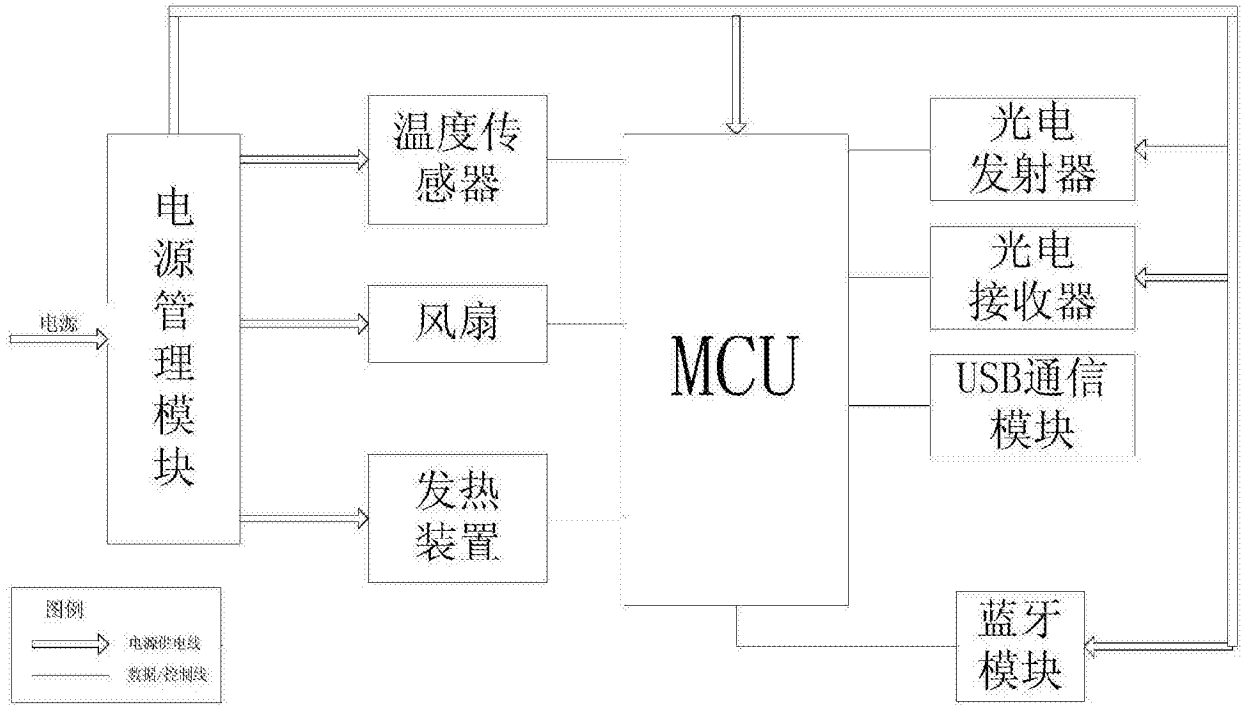 电源
电
源
管
理
模
块
温度传
感器
风扇
发热
装置
MCU
光电
发射器
光电
接收器
USB通信
模块
蓝牙
模块
图例
电源供电线
数据/控制线